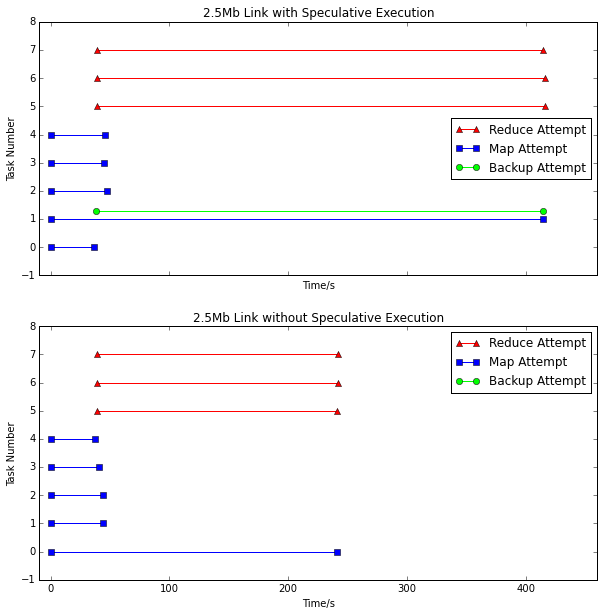 2.5Mb Link with Speculative Execution
8
7
6
5
4
3
2
1
0
−1
Task Number
Reduce Attempt
Map Attempt
Backup Attempt
Time/s
2.5Mb Link without Speculative Execution
8
7
6
5
4
3
2
1
0
−1
Task Number
Reduce Attempt
Map Attempt
Backup Attempt
0 100 200 300 400
Time/s